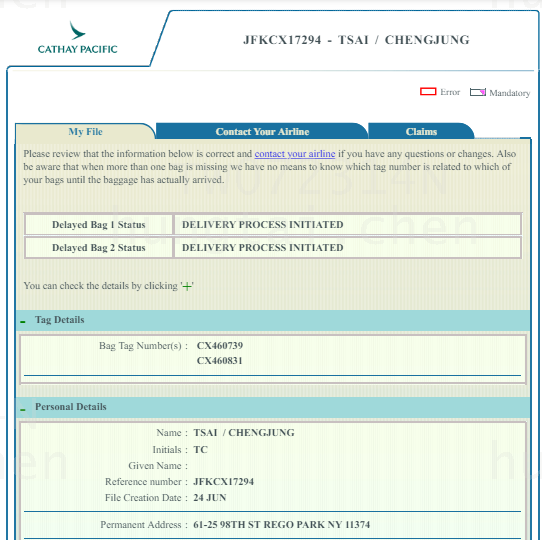 CATHAY PACIFIC
JFKCX17294 - TSAI / CHENGJUNG
Error
Mandatory
My File
Contact Your Airline
Claims
Please review that the information below is correct and contact your airline if you have any questions or changes. Also
be aware that when more than one bag is missing we have no means to know which tag number is related to which of
your bags until the baggage has actually arrived.
Delayed Bag 1 Status DELIVERY PROCESS INITIATED
Delayed Bag 2 Status DELIVERY PROCESS INITIATED
You can check the details by clicking '+'
- Tag Details
Bag Tag Number(s) : CX460739
CX460831
- Personal Details
Name : TSAI / CHENGJUNG
Initials : TC
Given Name :
Reference number : JFKCX17294
File Creation Date : 24 JUN
Permanent Address : 61-25 98TH ST REGO PARK NY 11374